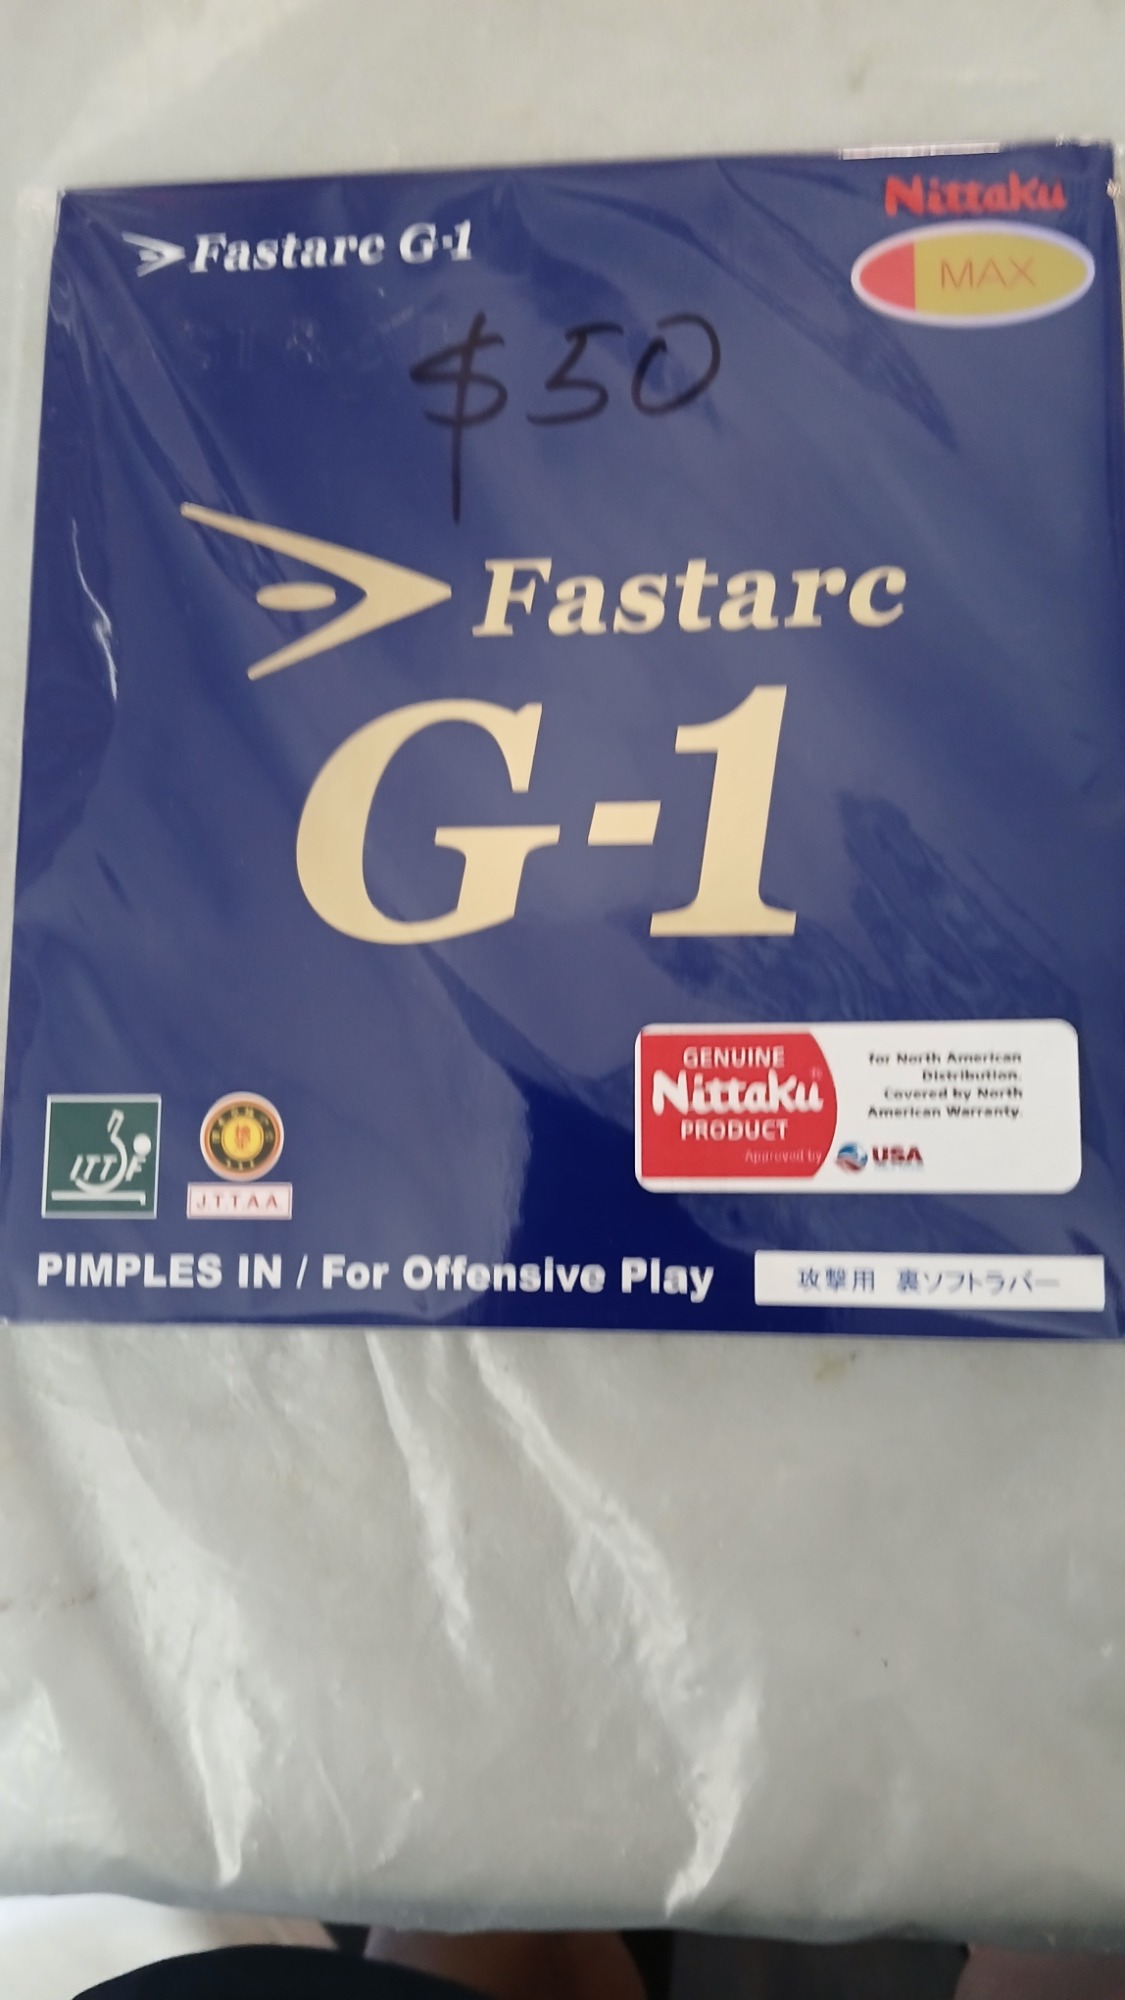 Nittaku
Fastarc G-1
MAX
$50
Fastarc
G-1
GENUINE
Nittaku®
PRODUCT
Approved by
for North American
Distribution.
Covered by North
American Warranty.
USA
ITTF
J.T.T.A.A.
PIMPLES IN / For Offensive Play
攻撃用 裏ソフトラバー